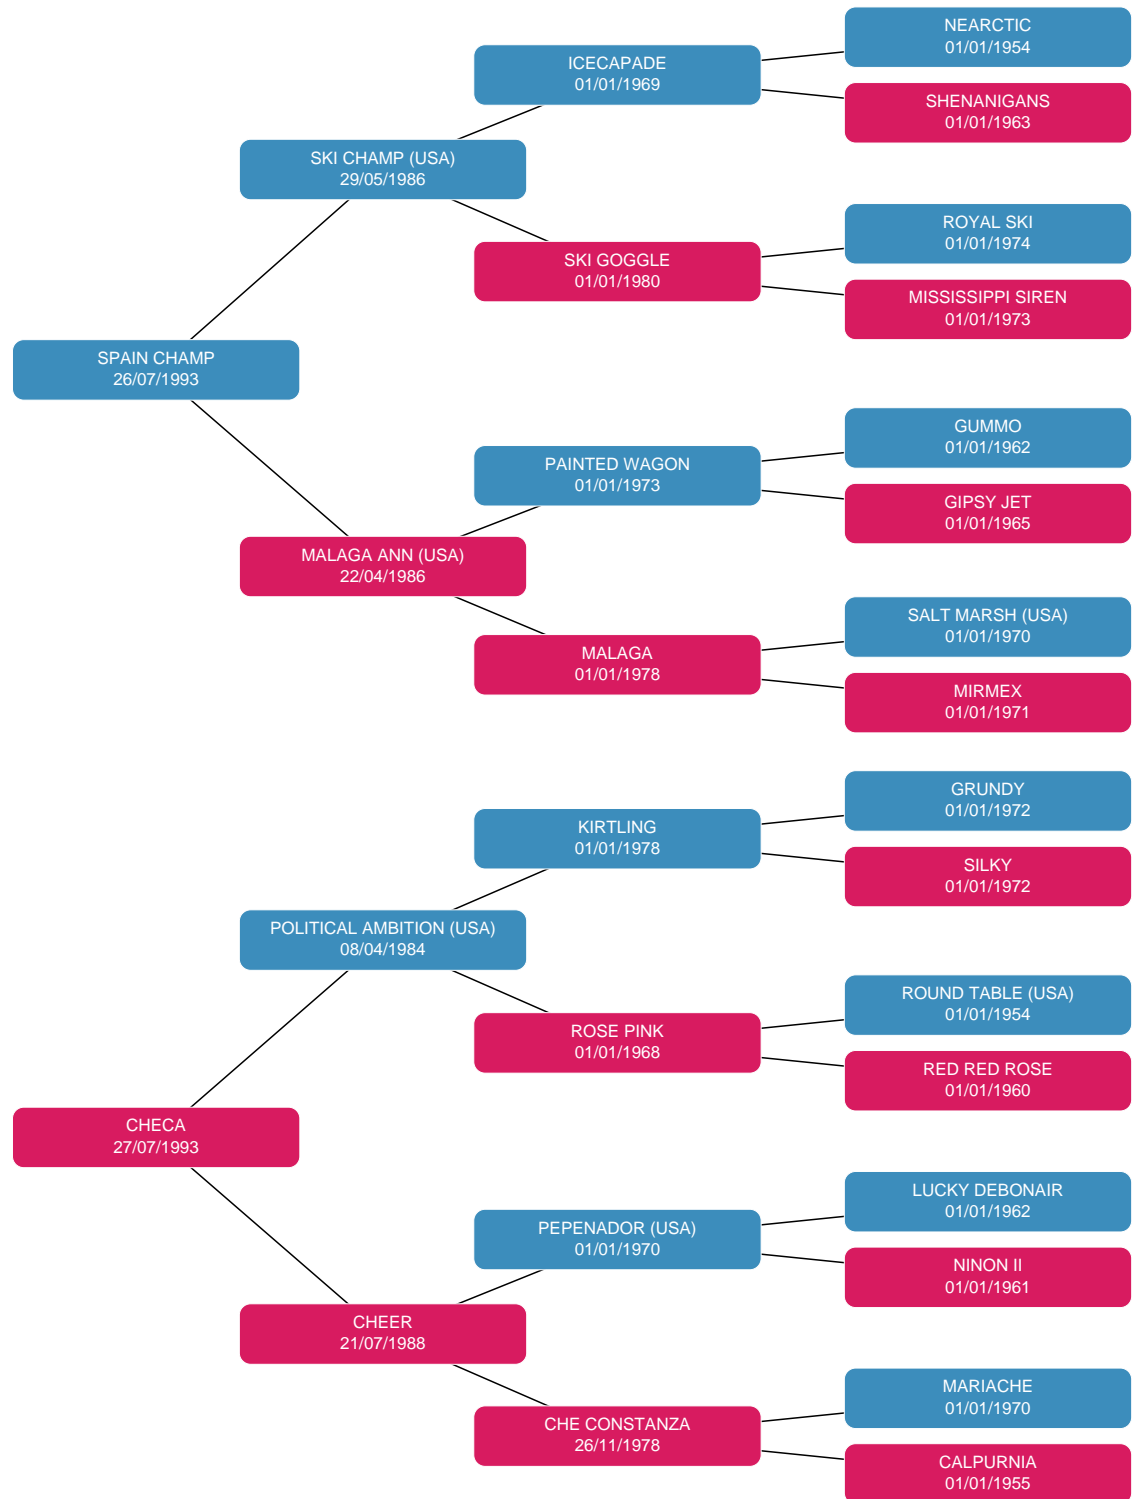 NEARCTIC
01/01/1954
ICECAPADE
01/01/1969
SHENANIGANS
01/01/1963
SKI CHAMP (USA)
29/05/1986
ROYAL SKI
01/01/1974
SKI GOGGLE
01/01/1980
MISSISSIPPI SIREN
01/01/1973
SPAIN CHAMP
26/07/1993
GUMMO
01/01/1962
PAINTED WAGON
01/01/1973
GIPSY JET
01/01/1965
MALAGA ANN (USA)
22/04/1986
SALT MARSH (USA)
01/01/1970
MALAGA
01/01/1978
MIRMEX
01/01/1971
GRUNDY
01/01/1972
KIRTLING
01/01/1978
SILKY
01/01/1972
POLITICAL AMBITION (USA)
08/04/1984
ROUND TABLE (USA)
01/01/1954
ROSE PINK
01/01/1968
RED RED ROSE
01/01/1960
CHECA
27/07/1993
LUCKY DEBONAIR
01/01/1962
PEPENADOR (USA)
01/01/1970
NINON II
01/01/1961
CHEER
21/07/1988
MARIACHE
01/01/1970
CHE CONSTANZA
26/11/1978
CALPURNIA
01/01/1955